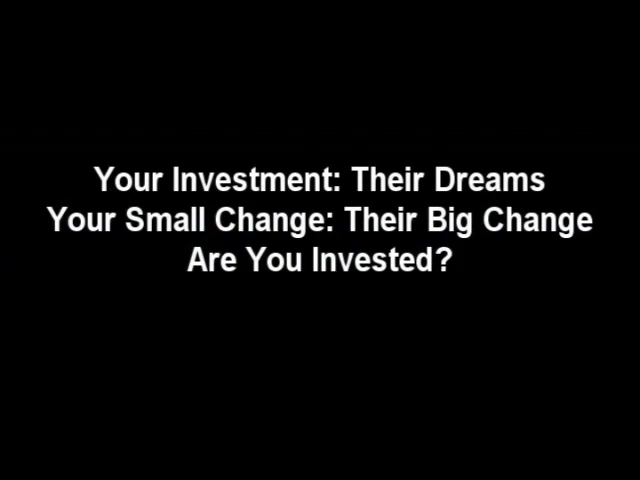 Your Investment: Their Dreams
Your Small Change: Their Big Change
Are You Invested?